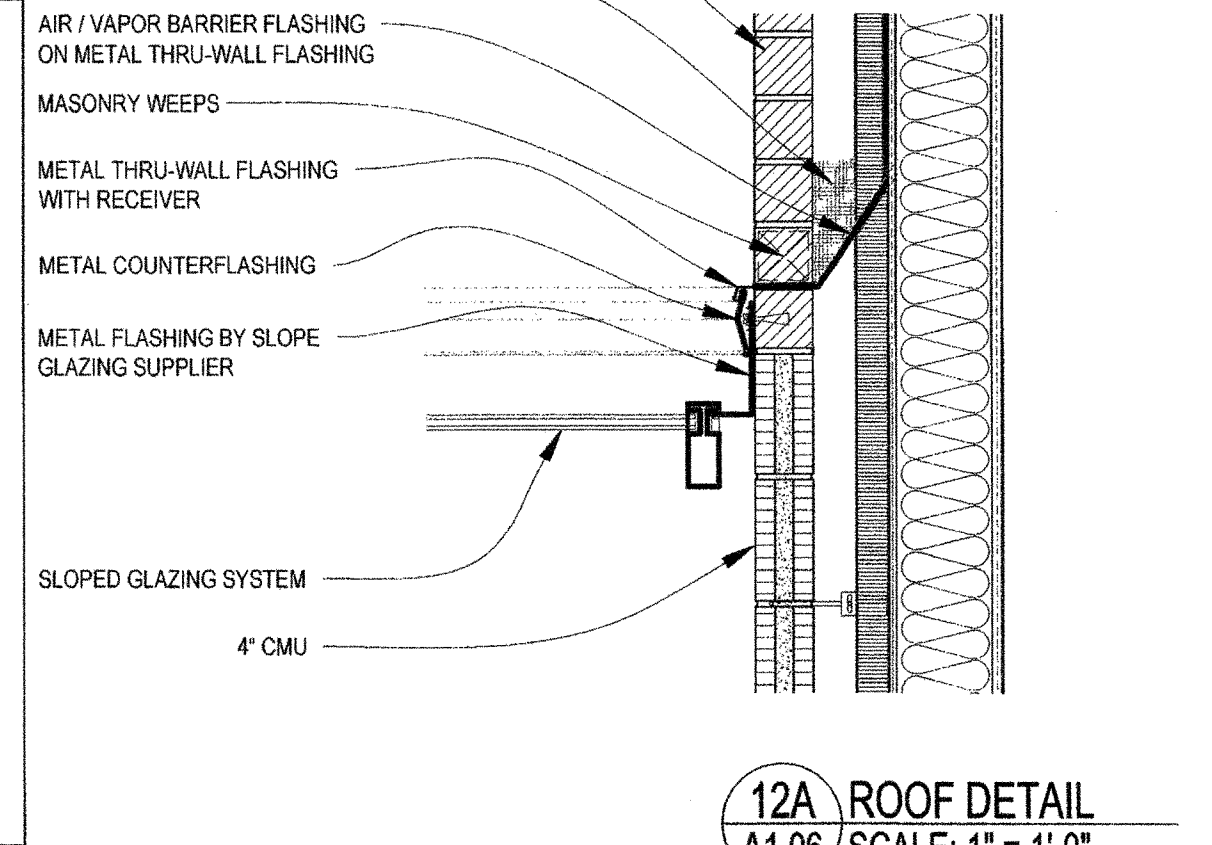 AIR / VAPOR BARRIER FLASHING
ON METAL THRU-WALL FLASHING
MASONRY WEEPS
METAL THRU-WALL FLASHING
WITH RECEIVER
METAL COUNTERFLASHING
METAL FLASHING BY SLOPE
GLAZING SUPPLIER
SLOPED GLAZING SYSTEM
4" CMU
12A ROOF DETAIL
A1.06 SCALE: 1" = 1'-0"